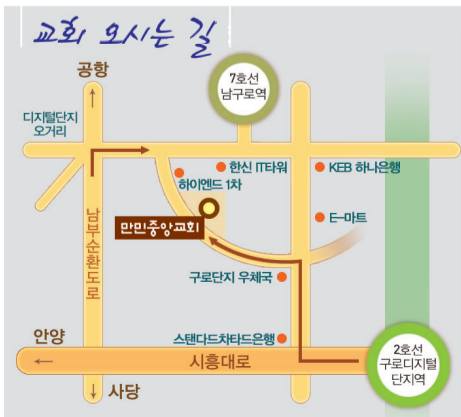 교회 오시는 길
공항
7호선
남구로역
디지털단지
오거리
한신 IT타워
KEB 하나은행
하이엔드 1차
만민중앙교회
E-마트
남부순환도로
구로단지 우체국
안양
스탠다드차타드은행
시흥대로
2호선
구로디지털
단지역
사당